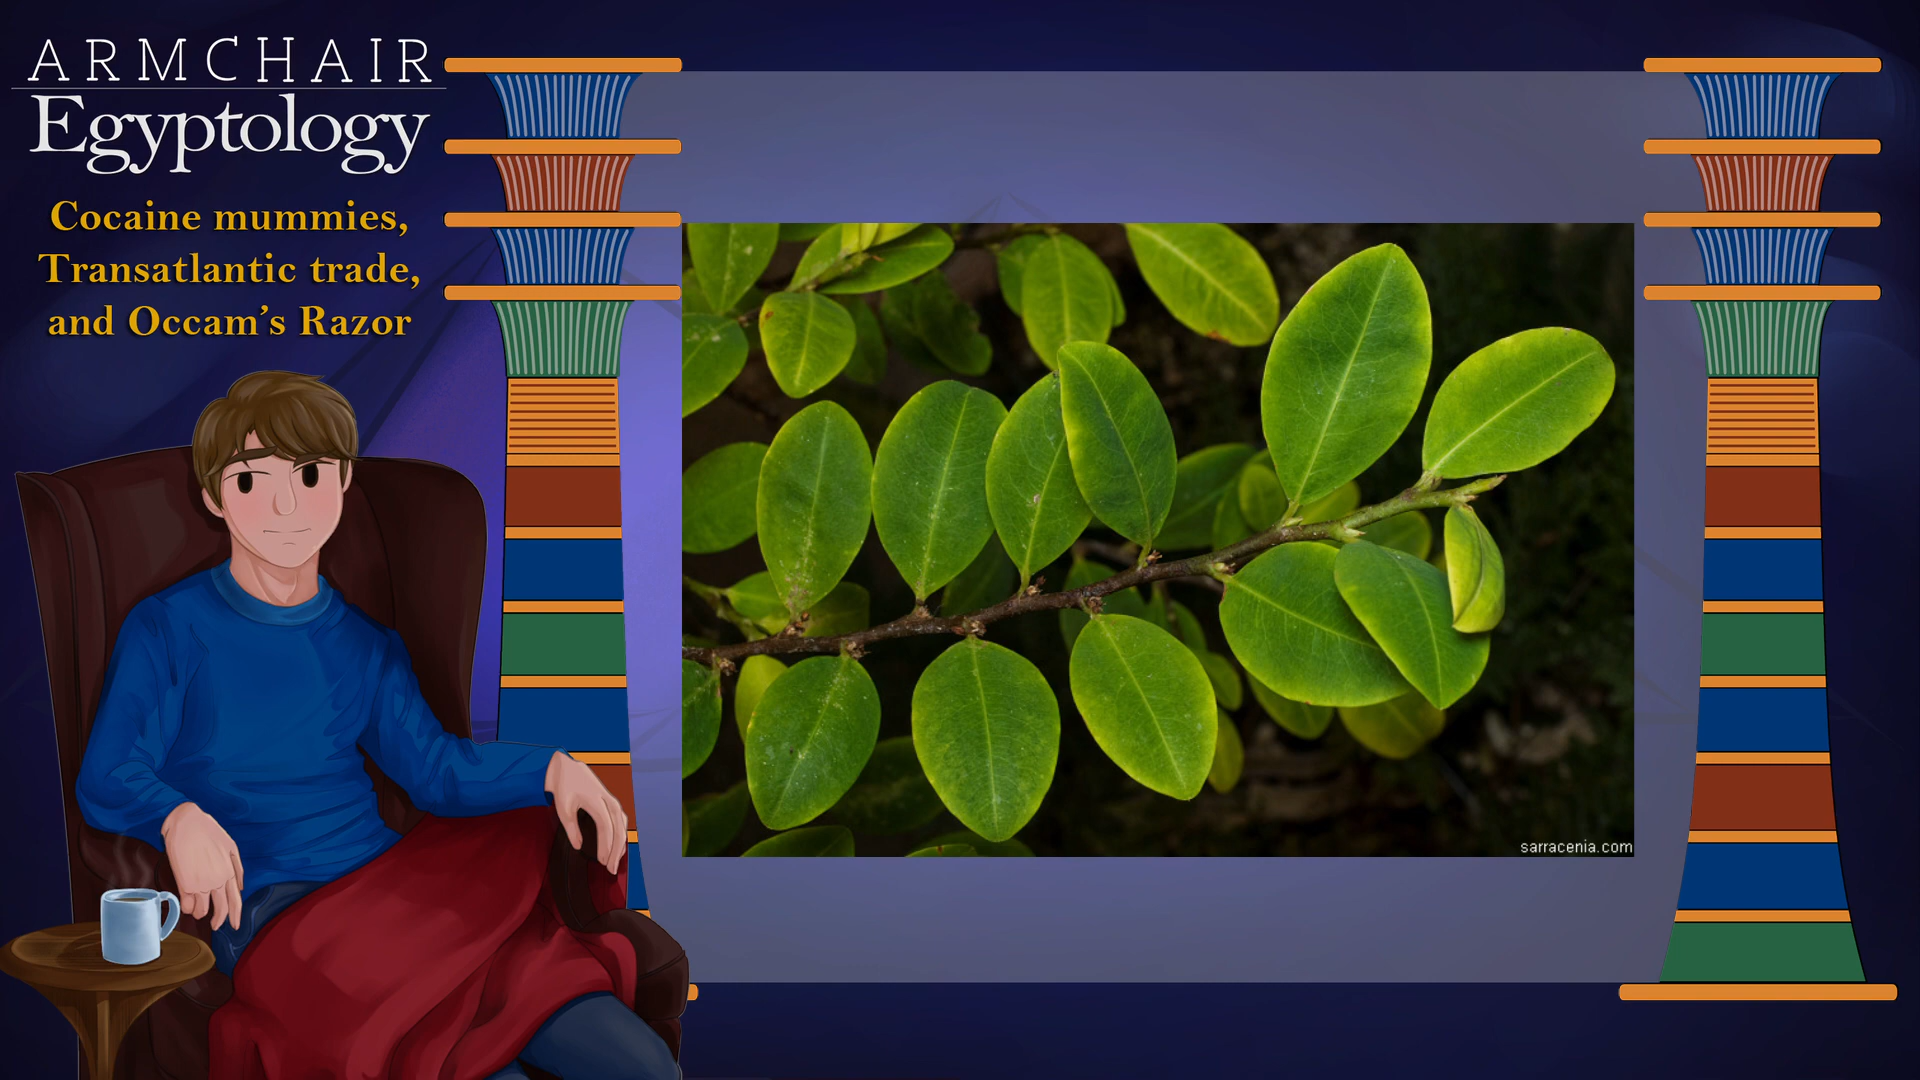 ARMCHAIR
Egyptology
Cocaine mummies,
Transatlantic trade,
and Occam’s Razor
sarracenia.com